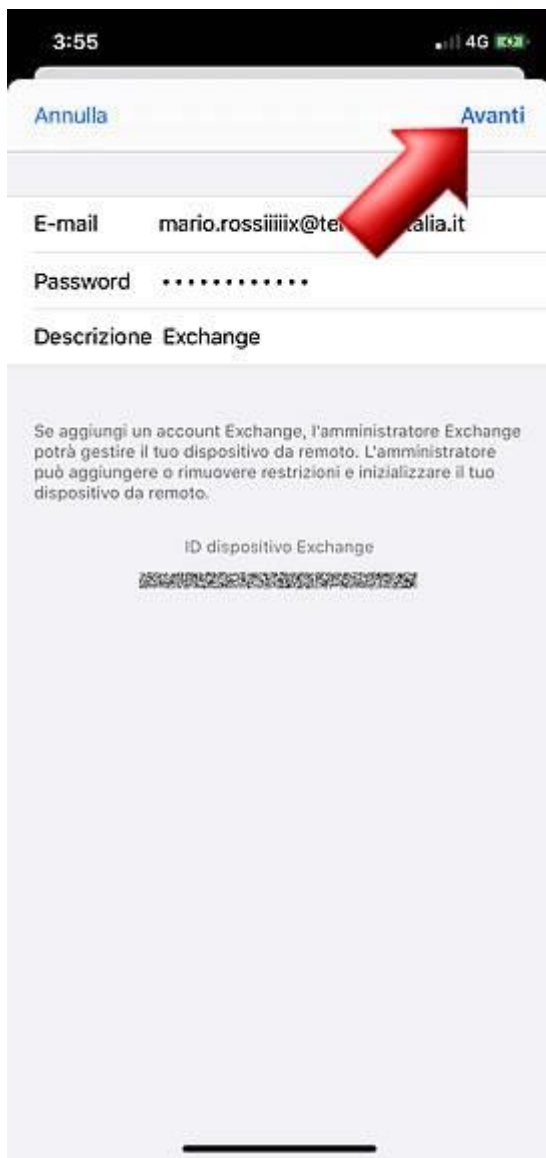 3:55
4G
Annulla
Avanti
E-mail mario.rossiiiiix@te alia.it
Password ••••••••••••
Descrizione Exchange
Se aggiungi un account Exchange, l'amministratore Exchange
potrà gestire il tuo dispositivo da remoto. L'amministratore
può aggiungere o rimuovere restrizioni e inizializzare il tuo
dispositivo da remoto.
ID dispositivo Exchange